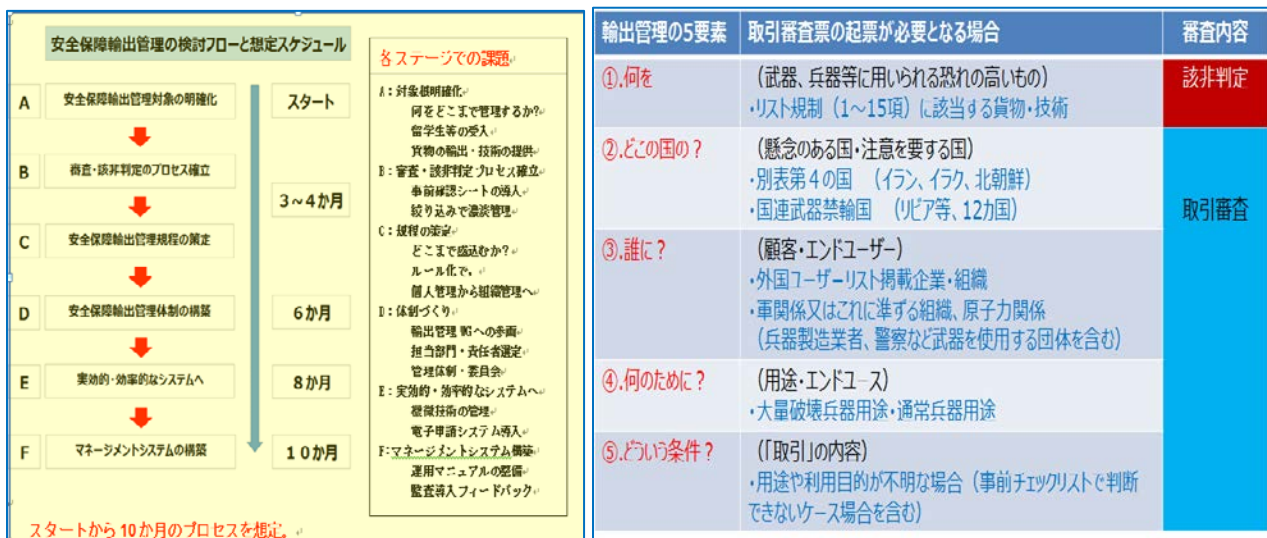 安全保障輸出管理の検討フローと想定スケジュール
A 安全保障輸出管理対象の明確化 スタート
B 審査・該非判定のプロセス確立
3~4か月
C 安全保障輸出管理規程の策定
D 安全保障輸出管理体制の構築 6か月
E 実効的・効率的なシステムへ 8か月
F マネージメントシステムの構築 10か月
スタートから10か月のプロセスを想定。
各ステージでの課題
A：対象極明確化
何をどこまで管理するか?
留学生等の受入
貨物の輸出・技術の提供
B：審査・該非判定プロセス確立
事前確認シートの導入
絞り込みで濃淡管理
C：規程の策定
どこまで盛込むか?
ルール化で。
個人管理から組織管理へ
D：体制づくり
輸出管理WGへの参画
担当部門・責任者選定
管理体制・委員会
E：実効的・効率的なシステムへ
機微技術の管理
電子申請システム導入
F:マネージメントシステム構築
運用マニュアルの整備
監査導入フィードバック
輸出管理の5要素 取引審査票の起票が必要となる場合 審査内容
①.何を (武器、兵器等に用いられる恐れの高いもの) 該非判定
・リスト規制（1～15項）に該当する貨物・技術
②.どこの国の？ (懸念のある国・注意を要する国)
・別表第４の国 （イラン、イラク、北朝鮮）
・国連武器禁輸国 （リビア等、12カ国） 取引審査
③.誰に？ (顧客・エンドユーザー)
・外国ユーザーリスト掲載企業・組織
・軍関係又はこれに準ずる組織、原子力関係
（兵器製造業者、警察など武器を使用する団体を含む）
④.何のために？ (用途・エンドユース)
・大量破壊兵器用途・通常兵器用途
⑤.どういう条件？ (「取引」の内容)
・用途や利用目的が不明な場合（事前チェックリストで判断
できないケース場合を含む）